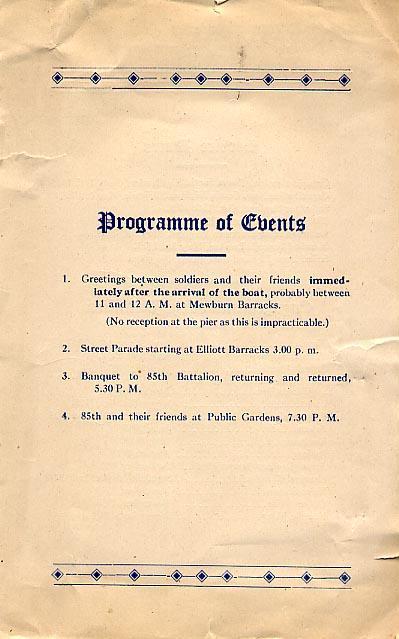 Programme of Events
1. Greetings between soldiers and their friends immed-
iately after the arrival of the boat, probably between
11 and 12 A. M. at Mewburn Barracks.
(No reception at the pier as this is impracticable.)
2. Street Parade starting at Elliott Barracks 3.00 p. m.
3. Banquet to 85th Battalion, returning and returned,
5.30 P. M.
4. 85th and their friends at Public Gardens, 7.30 P. M.